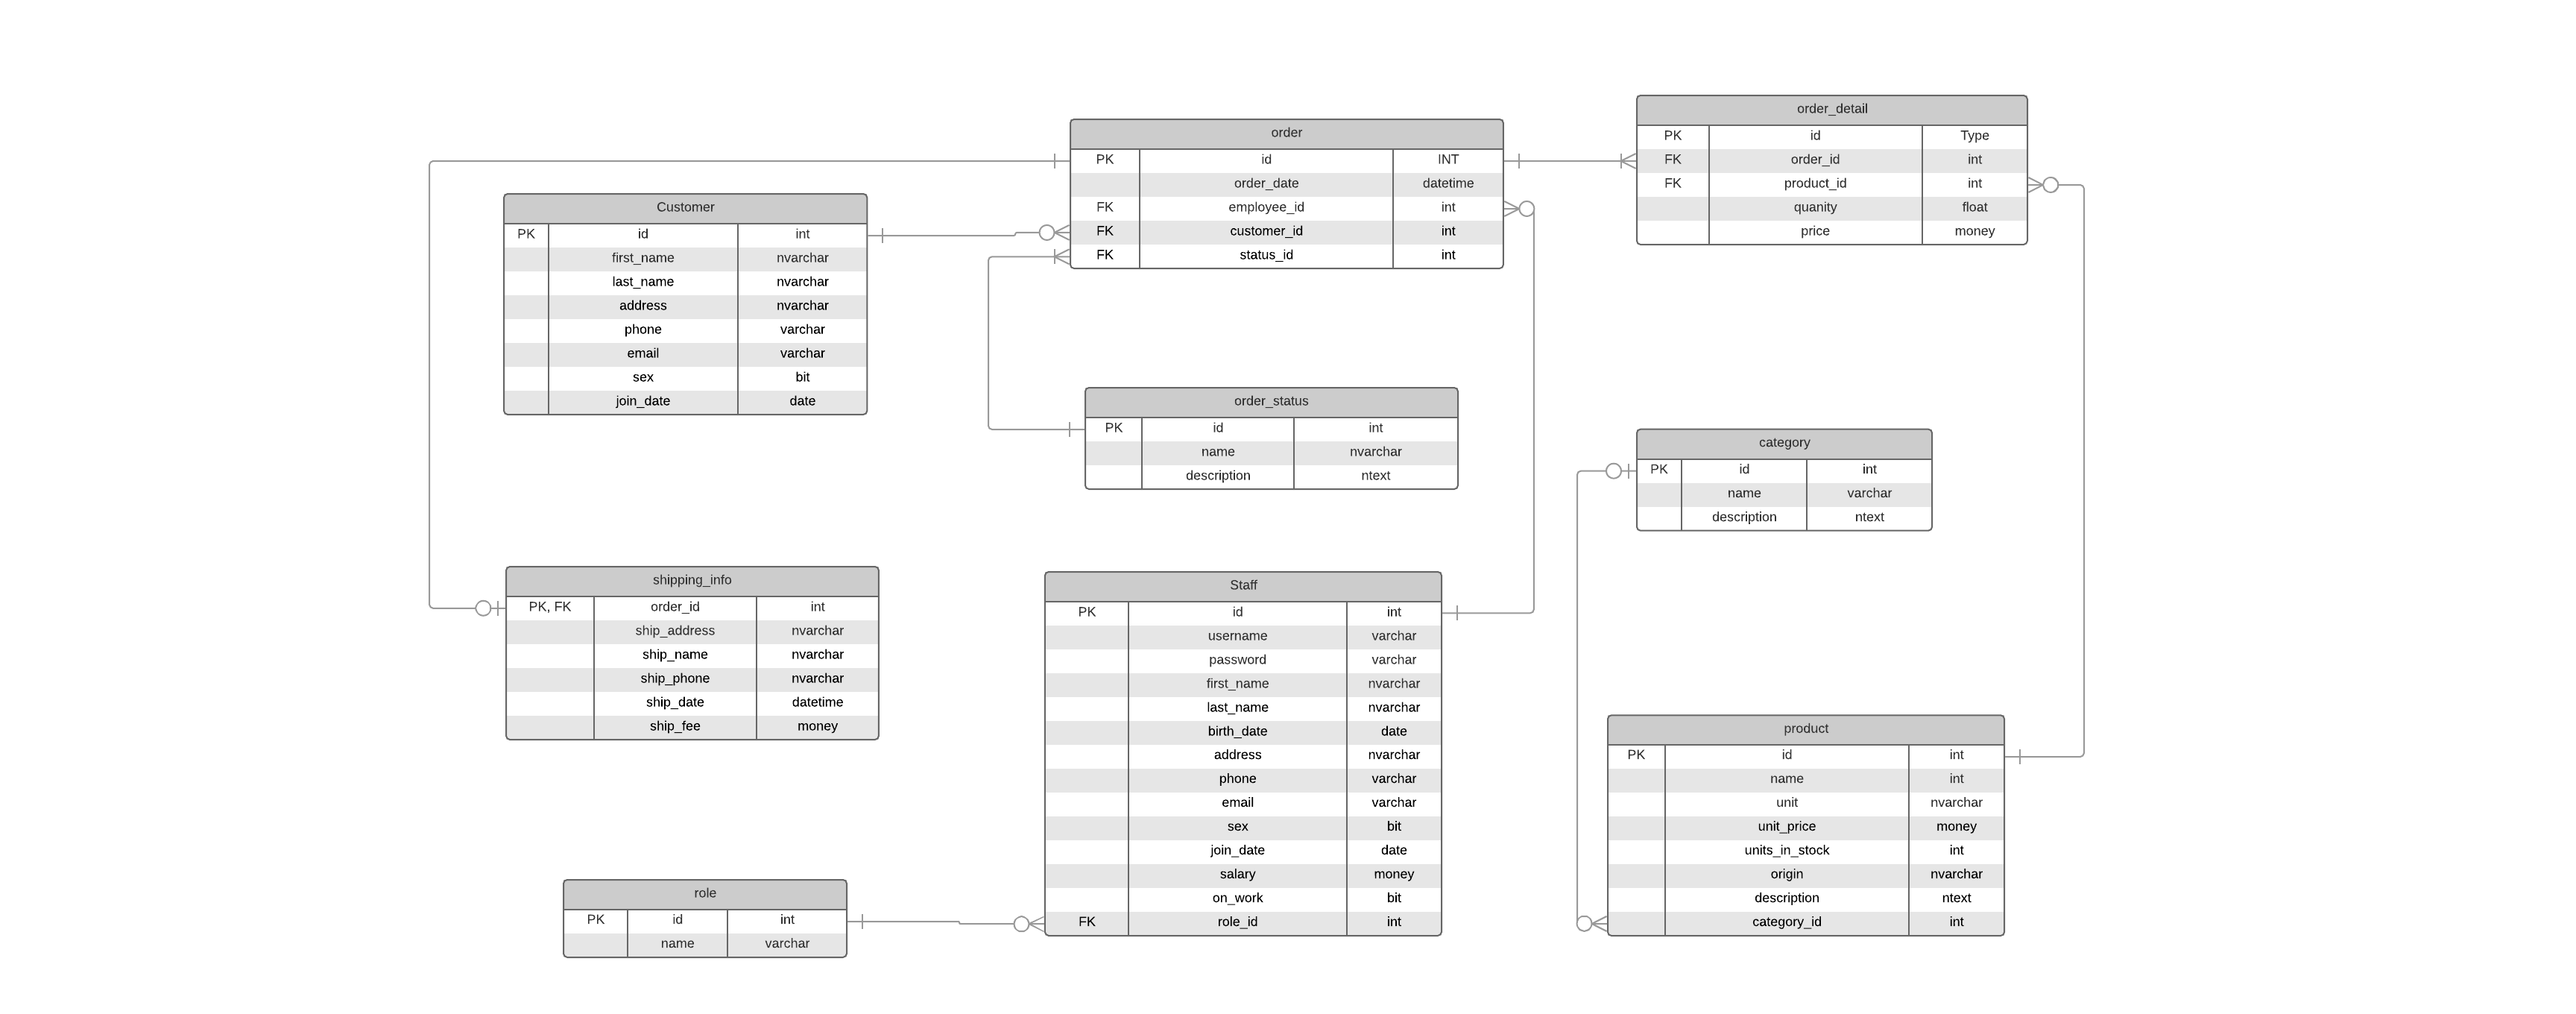 order
PK id INT
order_date datetime
FK employee_id int
FK customer_id int
FK status_id int
order_detail
PK id Type
FK order_id int
FK product_id int
quanity float
price money
Customer
PK id int
first_name nvarchar
last_name nvarchar
address nvarchar
phone varchar
email varchar
sex bit
join_date date
order_status
PK id int
name nvarchar
description ntext
category
PK id int
name varchar
description ntext
shipping_info
PK, FK order_id int
ship_address nvarchar
ship_name nvarchar
ship_phone nvarchar
ship_date datetime
ship_fee money
Staff
PK id int
username varchar
password varchar
first_name nvarchar
last_name nvarchar
birth_date date
address nvarchar
phone varchar
email varchar
sex bit
join_date date
salary money
on_work bit
FK role_id int
product
PK id int
name int
unit nvarchar
unit_price money
units_in_stock int
origin nvarchar
description ntext
category_id int
role
PK id int
name varchar